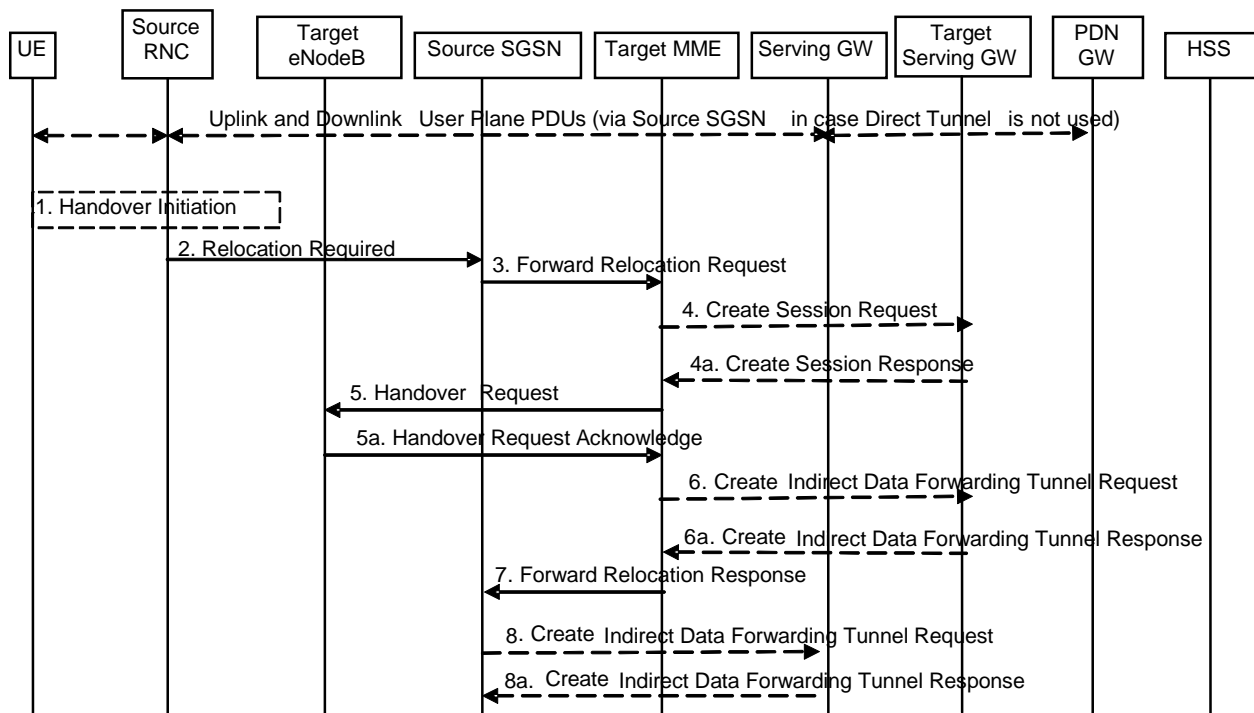 UE
Source
RNC
Target
eNodeB
Source SGSN
Target MME
Serving GW
Target
Serving GW
PDN
GW
HSS
Uplink and Downlink User Plane PDUs (via Source SGSN in case Direct Tunnel is not used)
1. Handover Initiation
2. Relocation Required
3. Forward Relocation Request
4. Create Session Request
4a. Create Session Response
5. Handover Request
5a. Handover Request Acknowledge
6. Create Indirect Data Forwarding Tunnel Request
6a. Create Indirect Data Forwarding Tunnel Response
7. Forward Relocation Response
8. Create Indirect Data Forwarding Tunnel Request
8a. Create Indirect Data Forwarding Tunnel Response